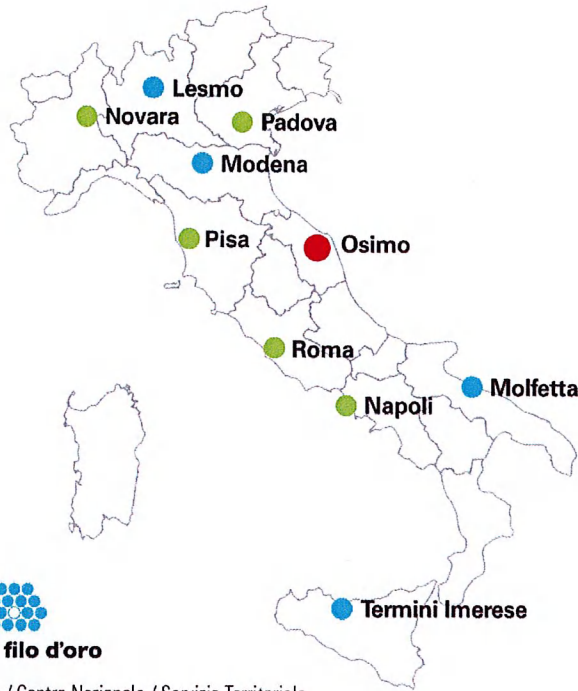 Lesmo
Novara
Padova
Modena
Pisa
Osimo
Roma
Molfetta
Napoli
Termini Imerese
filo d'oro